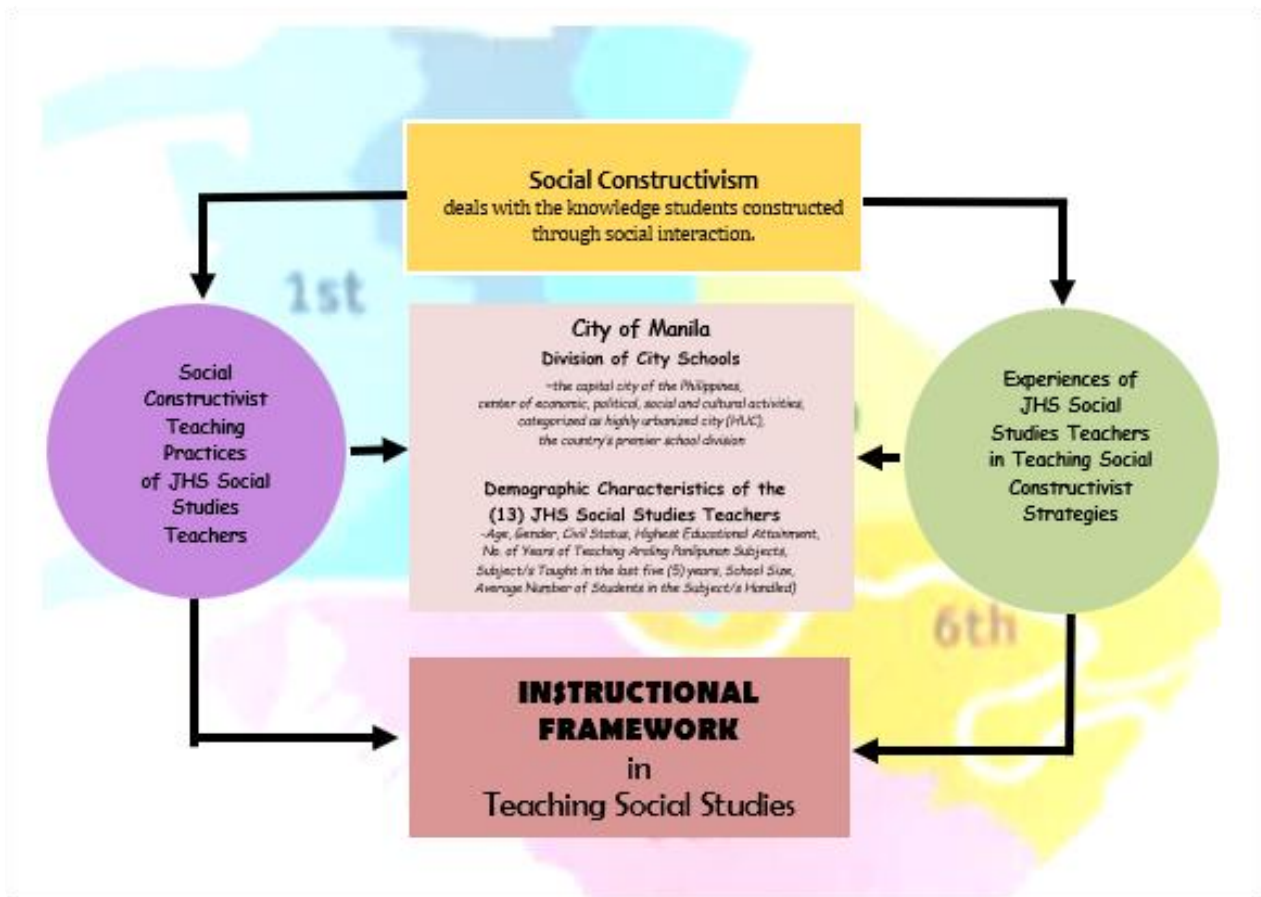 Social Constructivism
deals with the knowledge students constructed
through social interaction.
1st
Social
Constructivist
Teaching
Practices
of JHS Social
Studies
Teachers
City of Manila
Division of City Schools
~the capital city of the Philippines,
center of economic, political, social and cultural activities,
categorized as highly urbanized city (HUC),
the country's premier school division
Demographic Characteristics of the
(13) JHS Social Studies Teachers
~Age, Gender, Civil Status, Highest Educational Attainment,
No. of Years of Teaching Araling Panlipunan Subjects,
Subject/s Taught in the last five (5) years, School Size,
Average Number of Students in the Subject/s Handled)
Experiences of
JHS Social
Studies Teachers
in Teaching Social
Constructivist
Strategies
6th
INSTRUCTIONAL
FRAMEWORK
in
Teaching Social Studies